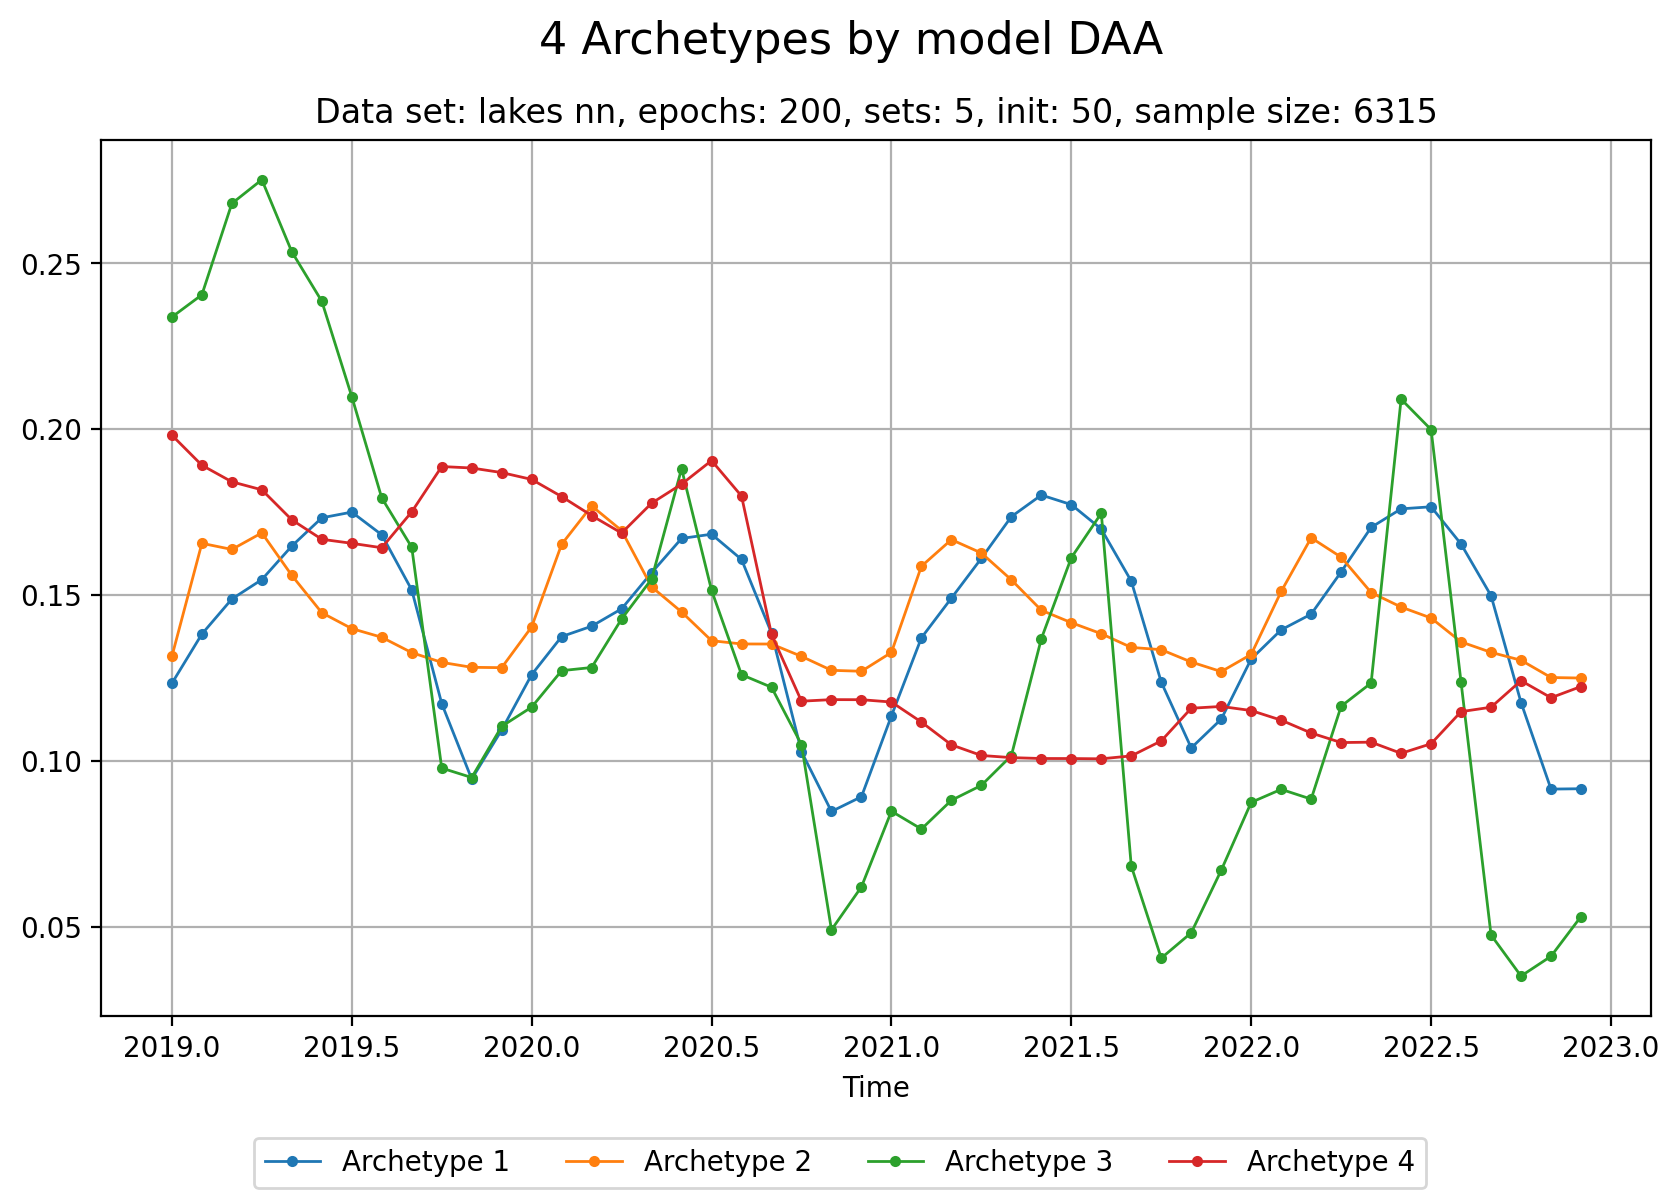 4 Archetypes by model DAA
Data set: lakes nn, epochs: 200, sets: 5, init: 50, sample size: 6315
0.25
0.20
0.15
0.10
0.05
2019.0 2019.5 2020.0 2020.5 2021.0 2021.5 2022.0 2022.5 2023.0
Time
Archetype 1 Archetype 2 Archetype 3 Archetype 4